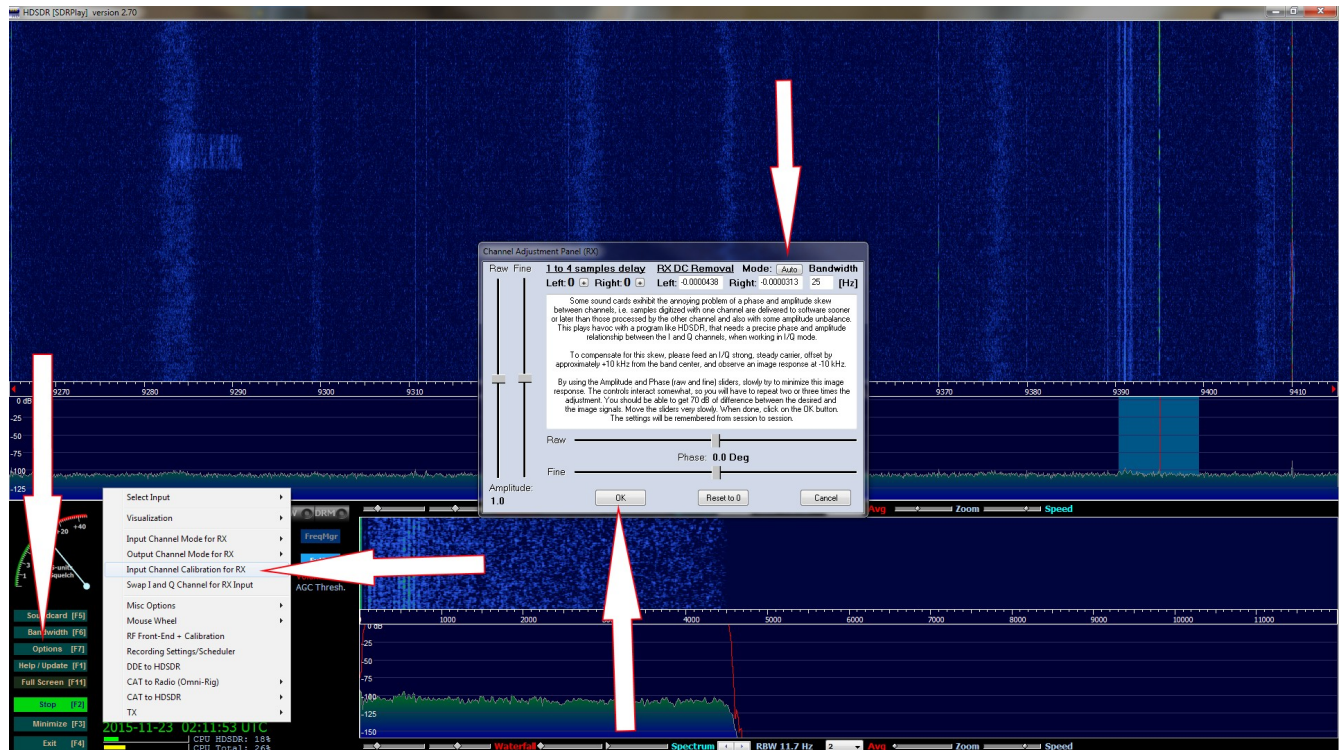 HDSDR [SDRPlay] version 2.70
Channel Adjustment Panel (RX)
Raw Fine 1 to 4 samples delay RX DC Removal Mode: Auto Bandwidth
Left: 0 + Right: 0 + Left: -0.0000438 Right: -0.0000313 25 [Hz]
Some sound cards exhibit the annoying problem of a phase and amplitude skew
between channels, i.e. samples digitized with one channel are delivered to software sooner
or later than those processed by the other channel and also with some amplitude unbalance.
This plays havoc with a program like HDSDR, that needs a precise phase and amplitude
relationship between the I and Q channels, when working in I/Q mode.
To compensate for this skew, please feed an I/Q strong, steady carrier, offset by
approximately +10 kHz from the band center, and observe an image response at -10 kHz.
By using the Amplitude and Phase (raw and fine) sliders, slowly try to minimize this image
response. The controls interact somewhat, so you will have to repeat two or three times the
adjustment. You should be able to get 70 dB of difference between the desired and
the image signals. Move the sliders very slowly. When done, click on the OK button.
The settings will be remembered from session to session.
Raw
Phase: 0.0 Deg
Fine
Amplitude:
1.0
OK Reset to 0 Cancel
9270 9280 9290 9300 9310 9370 9380 9390 9400 9410
0 dB
-25
-50
-75
-100
-125
Avg Zoom Speed
+20 +40
S-units
Squelch
DRM
FreqMgr
AGC Thresh.
Select Input
Visualization
Input Channel Mode for RX
Output Channel Mode for RX
Input Channel Calibration for RX
Swap I and Q Channel for RX Input
Misc Options
Mouse Wheel
RF Front-End + Calibration
Recording Settings/Scheduler
DDE to HDSDR
CAT to Radio (Omni-Rig)
CAT to HDSDR
TX
Soundcard [F5]
Bandwidth [F6]
Options [F7]
Help / Update [F1]
Full Screen [F11]
Stop [F2]
Minimize [F3]
Exit [F4]
2015-11-23 02:11:53 UTC
CPU HDSDR: 18%
CPU Total: 26%
1000 2000 4000 5000 6000 7000 8000 9000 10000 11000
0 dB
-25
-50
-75
-100
-125
-150
Waterfall Spectrum RBW 11.7 Hz 2 Avg Zoom Speed